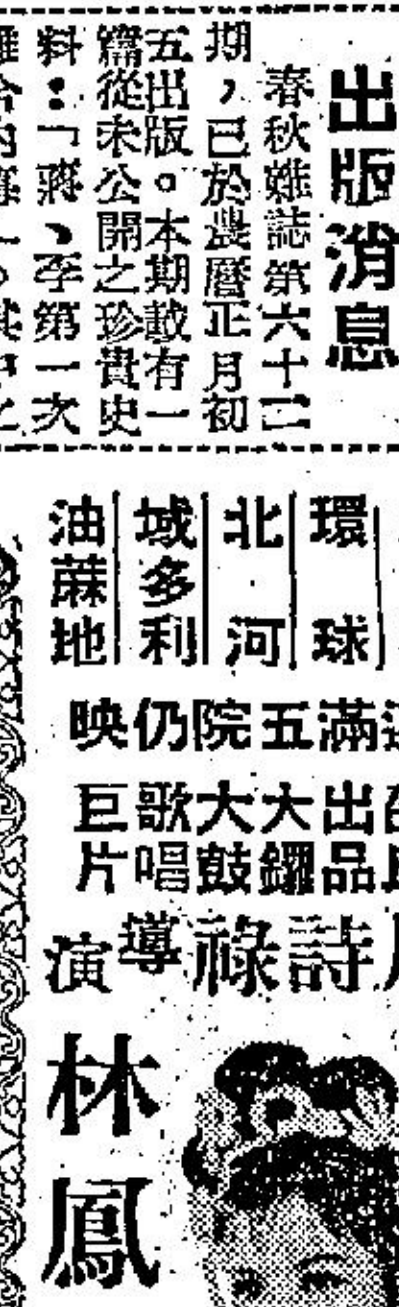 出版消息
春秋雜誌第六十二
期，已於農曆正月初
五出版。本期載有一
篇從未公開之珍貴史
料：「蔣、李第一次
環球
北河
域多利
油蔴地
滿五院仍映
出品
大鑼
大鼓
歌唱
巨片
詩祿導演
林鳳